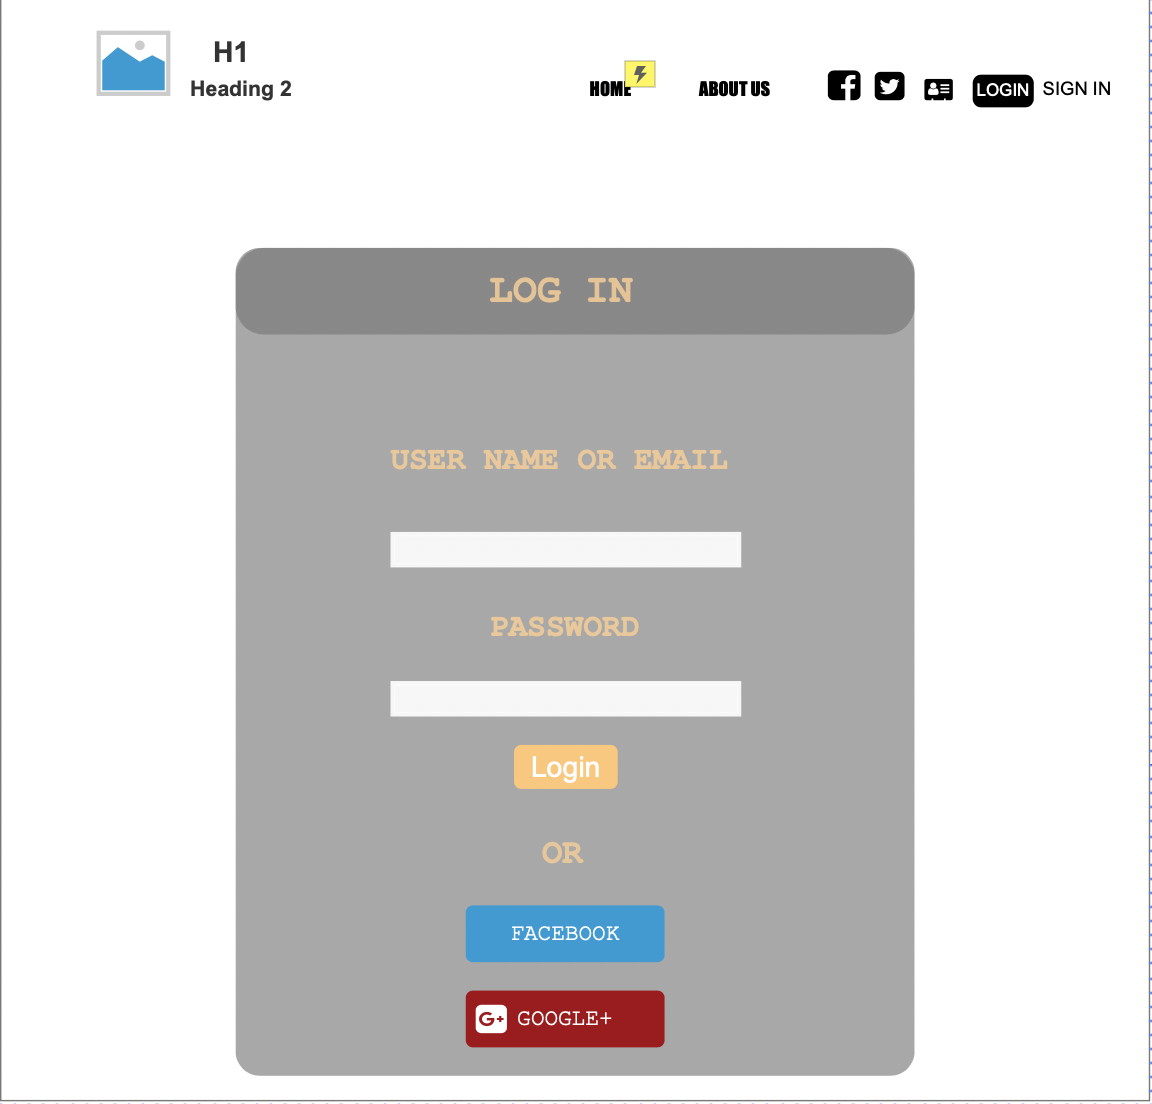 H1
Heading 2
HOME ABOUT US LOGIN SIGN IN
LOG IN
USER NAME OR EMAIL
PASSWORD
Login
OR
FACEBOOK
G+ GOOGLE+